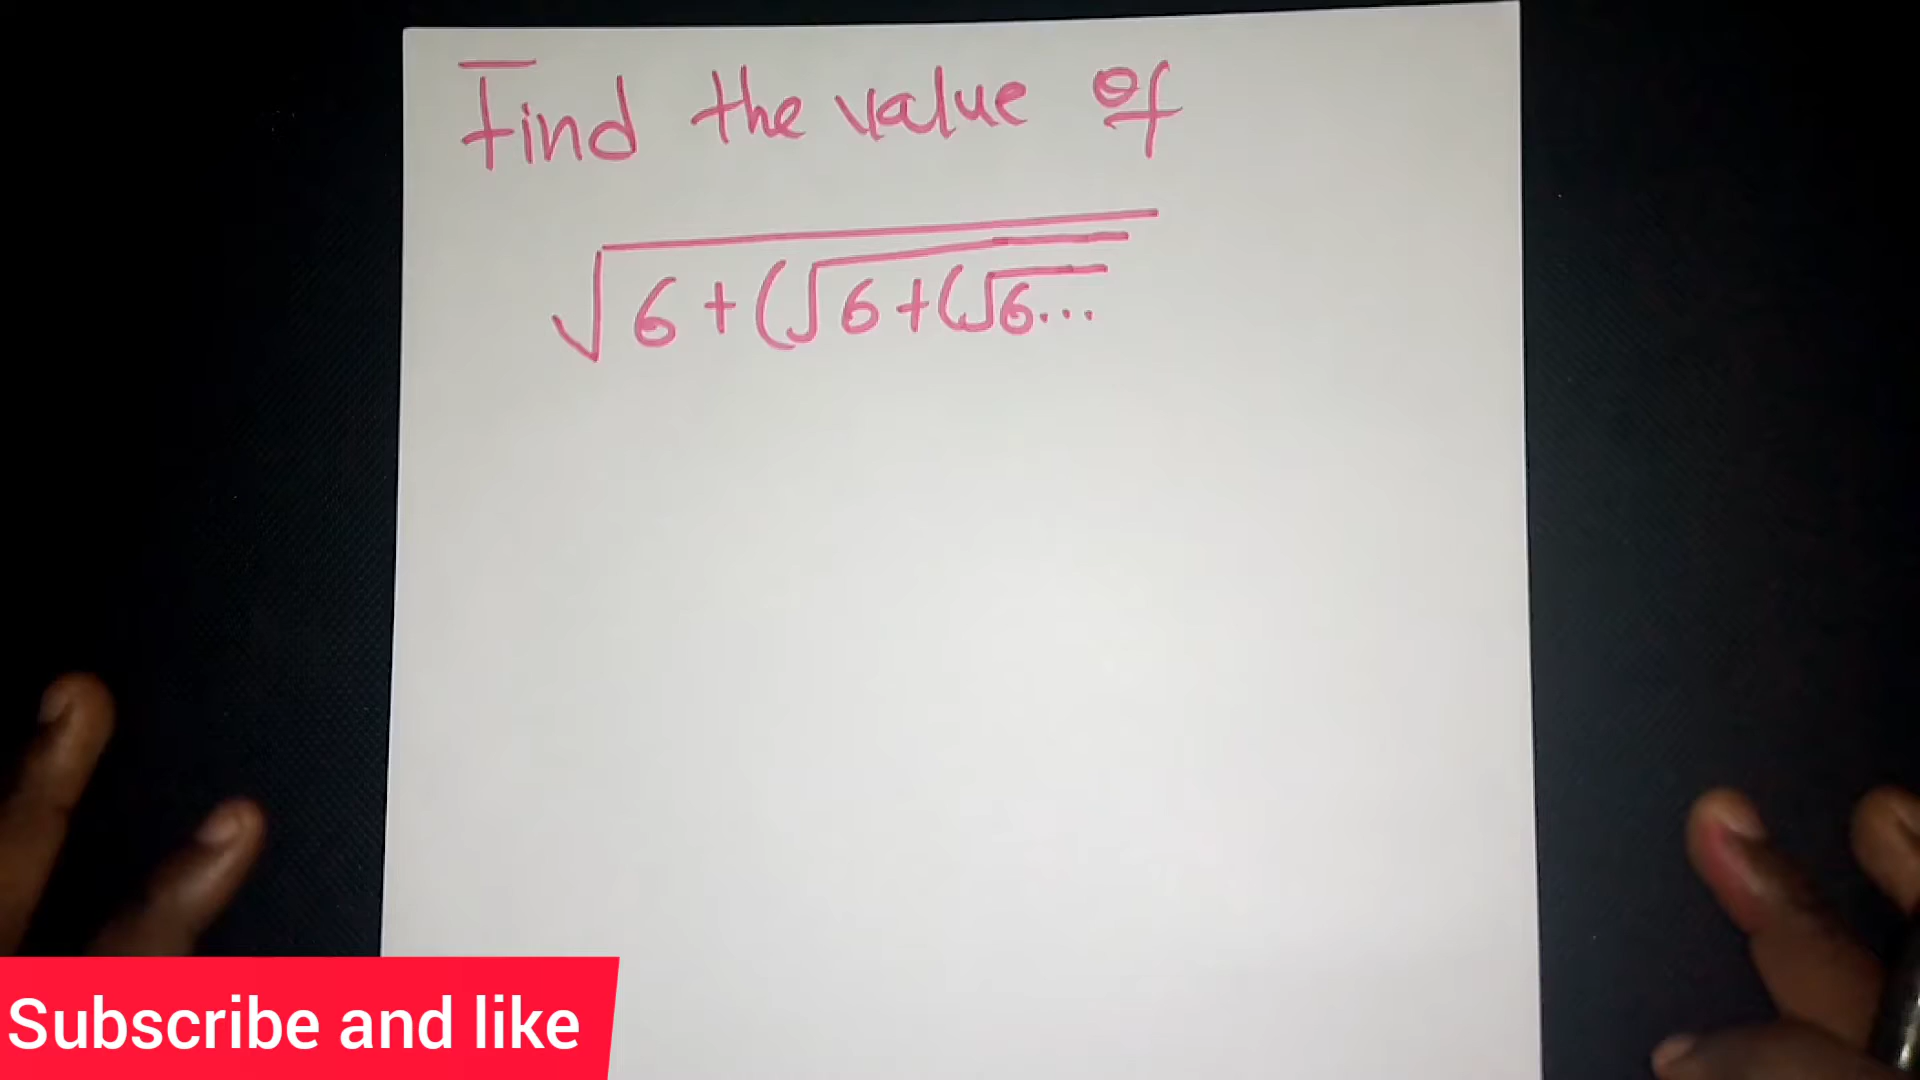 Find the value of
√6+(√6+(√6...
Subscribe and like